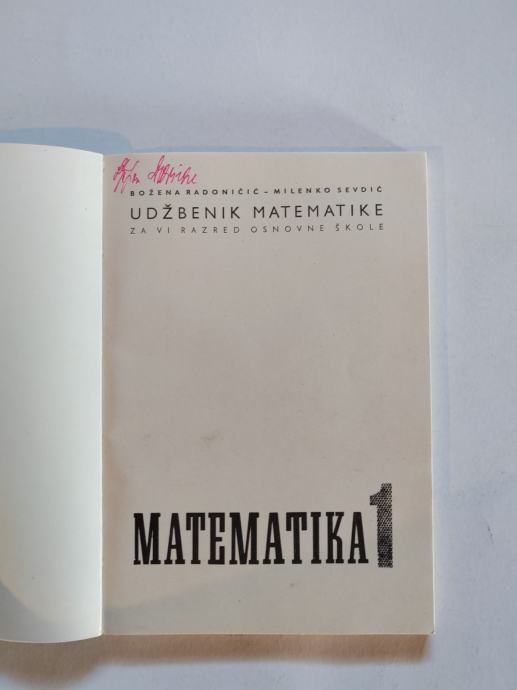 BOŽENA RADONIČIĆ – MILENKO SEVDIĆ
UDŽBENIK MATEMATIKE
ZA VI RAZRED OSNOVNE ŠKOLE
MATEMATIKA 1